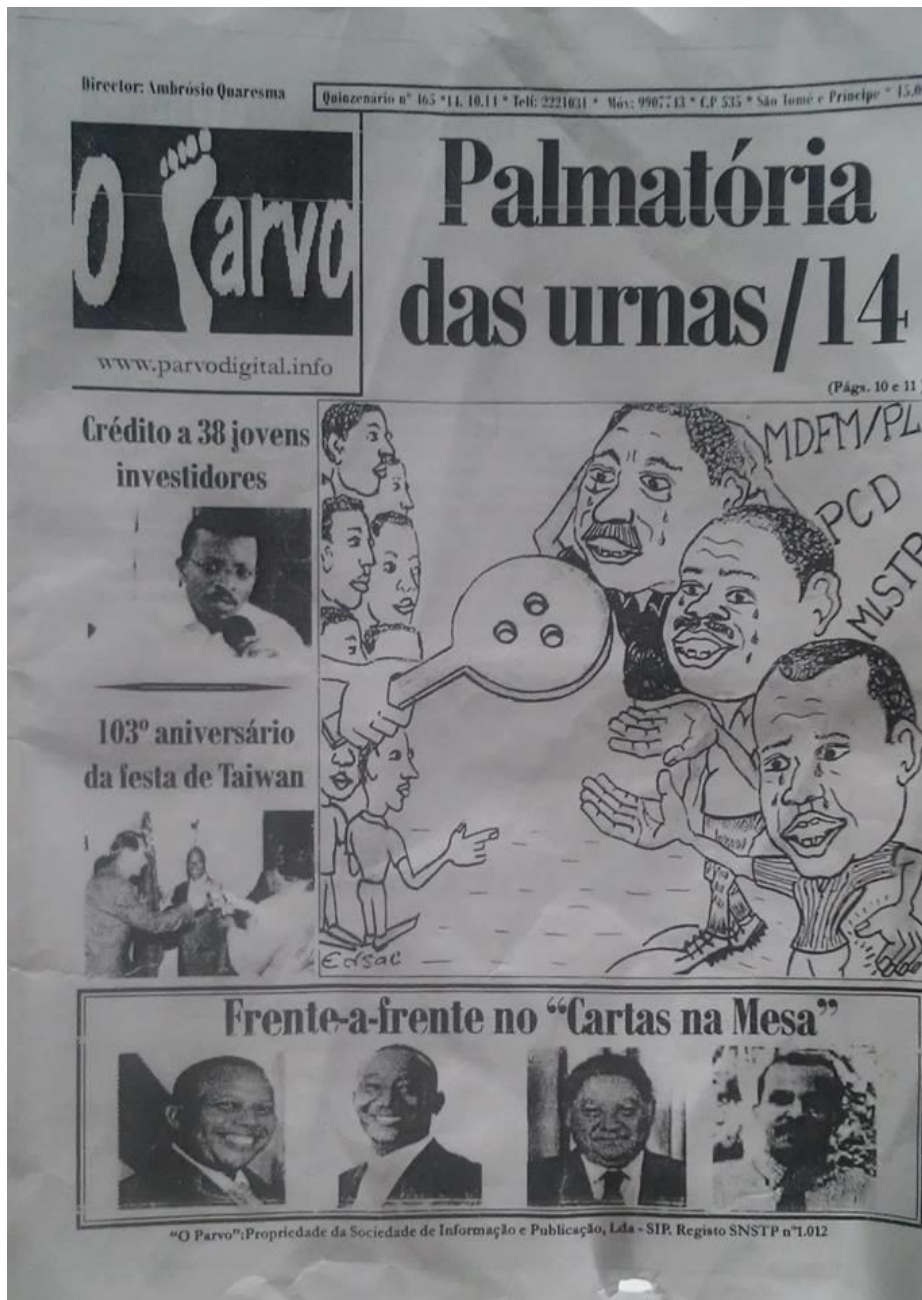 Director: Ambrósio Quaresma
Quinzenário nº 465 *14. 10.14 * Telf: 2221031 * Móv: 9907743 * C.P 535 * São Tomé e Príncipe * 15.0
O Parvo
www.parvodigital.info
Palmatória
das urnas/14
(Págs. 10 e 11
Crédito a 38 jovens
investidores
103º aniversário
da festa de Taiwan
MDFM/PL
PCD
MLSTP
Edsac
Frente-a-frente no “Cartas na Mesa”
“O Parvo”:Propriedade da Sociedade de Informação e Publicação, Lda - SIP. Registo SNSTP nº1.012